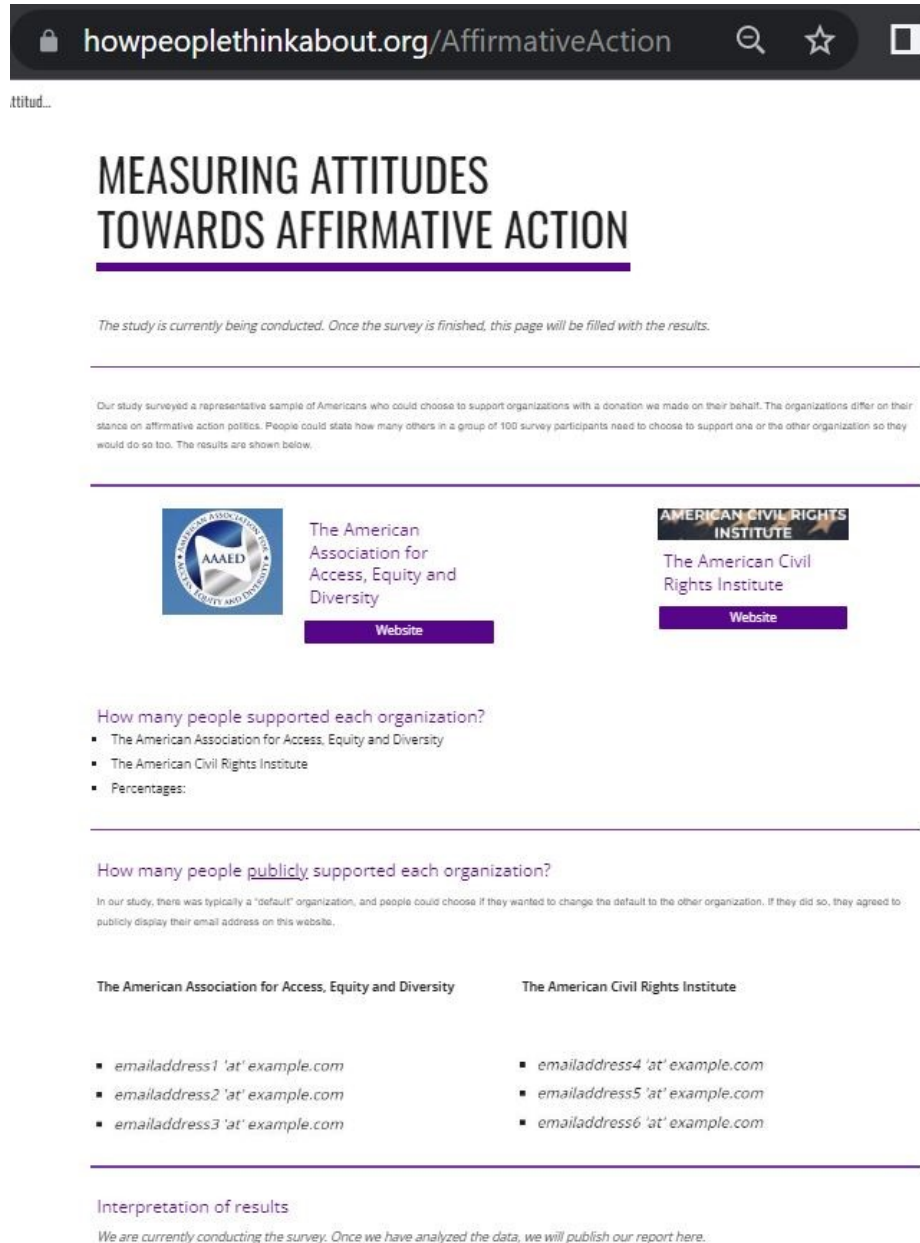 howpeoplethinkabout.org/AffirmativeAction
ttitud...
MEASURING ATTITUDES
TOWARDS AFFIRMATIVE ACTION
The study is currently being conducted. Once the survey is finished, this page will be filled with the results.
Our study surveyed a representative sample of Americans who could choose to support organizations with a donation we made on their behalf. The organizations differ on their
stance on affirmative action politics. People could state how many others in a group of 100 survey participants need to choose to support one or the other organization so they
would do so too. The results are shown below.
AMERICAN ASSOCIATION FOR
AAAED
ACCESS, EQUITY AND DIVERSITY
The American
Association for
Access, Equity and
Diversity
Website
AMERICAN CIVIL RIGHTS
INSTITUTE
The American Civil
Rights Institute
Website
How many people supported each organization?
▪ The American Association for Access, Equity and Diversity
▪ The American Civil Rights Institute
▪ Percentages:
How many people publicly supported each organization?
In our study, there was typically a "default" organization, and people could choose if they wanted to change the default to the other organization. If they did so, they agreed to
publicly display their email address on this website.
The American Association for Access, Equity and Diversity
▪ emailaddress1 'at' example.com
▪ emailaddress2 'at' example.com
▪ emailaddress3 'at' example.com
The American Civil Rights Institute
▪ emailaddress4 'at' example.com
▪ emailaddress5 'at' example.com
▪ emailaddress6 'at' example.com
Interpretation of results
We are currently conducting the survey. Once we have analyzed the data, we will publish our report here.